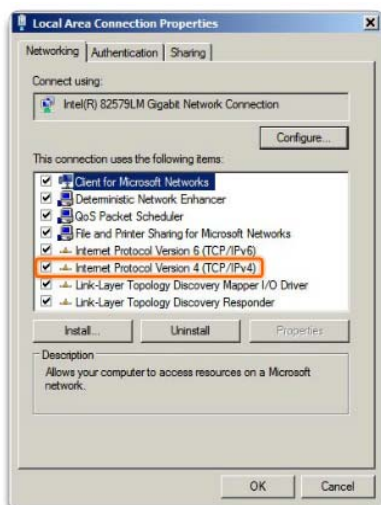 Local Area Connection Properties
Networking Authentication Sharing
Connect using:
Intel(R) 82579LM Gigabit Network Connection
Configure...
This connection uses the following items:
Client for Microsoft Networks
Deterministic Network Enhancer
QoS Packet Scheduler
File and Printer Sharing for Microsoft Networks
Internet Protocol Version 6 (TCP/IPv6)
Internet Protocol Version 4 (TCP/IPv4)
Link-Layer Topology Discovery Mapper I/O Driver
Link-Layer Topology Discovery Responder
Install... Uninstall Properties
Description
Allows your computer to access resources on a Microsoft
network.
OK Cancel